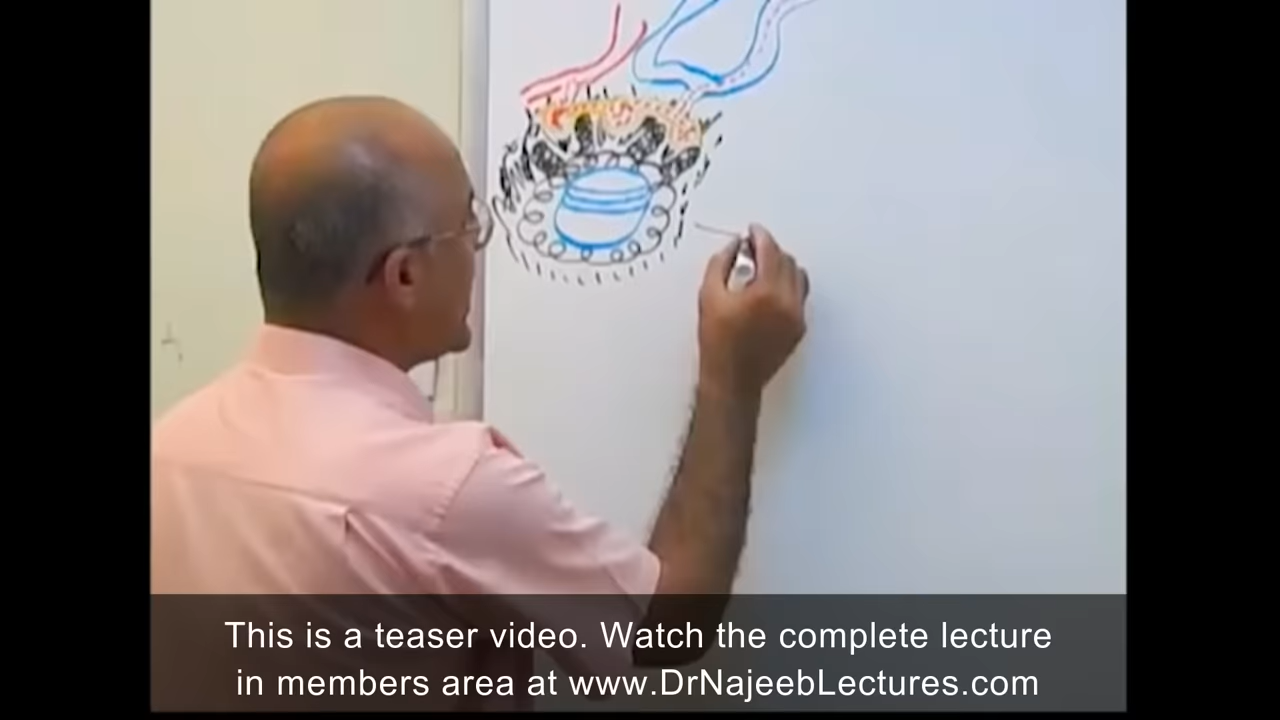 This is a teaser video. Watch the complete lecture
in members area at www.DrNajeebLectures.com